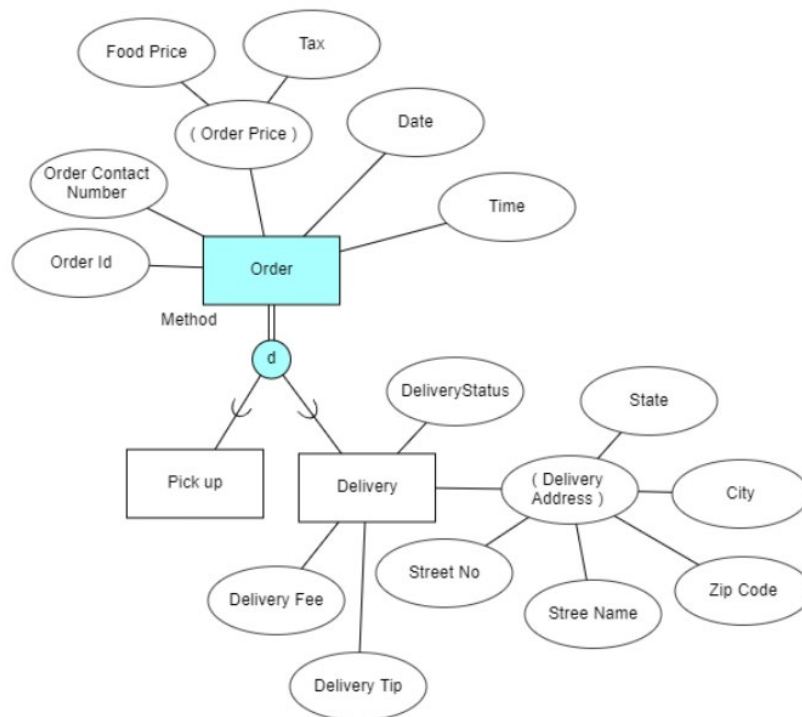 Food Price
Tax
( Order Price )
Date
Order Contact
Number
Time
Order Id
Order
Method
d
DeliveryStatus
State
Pick up
Delivery
( Delivery
Address )
City
Street No
Delivery Fee
Stree Name
Zip Code
Delivery Tip